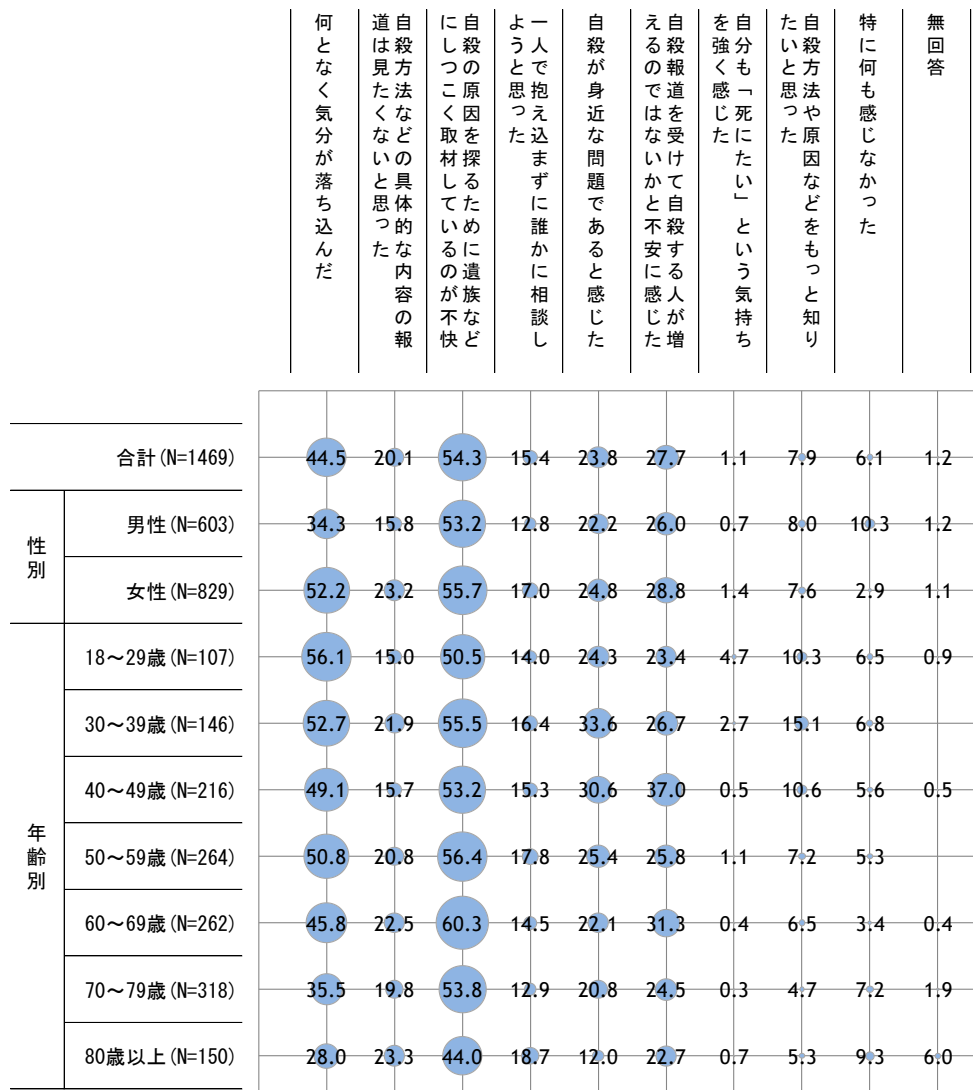 何となく気分が落ち込んだ
自殺方法などの具体的な内容の報
道は見たくないと思った
自殺の原因を探るために遺族など
にしつこく取材しているのが不快
一人で抱え込まずに誰かに相談し
ようと思った
自殺が身近な問題であると感じた
自殺報道を受けて自殺する人が増
えるのではないかと不安に感じた
自分も「死にたい」という気持ち
を強く感じた
自殺方法や原因などをもっと知り
たいと思った
特に何も感じなかった
無回答
合計(N=1469) 44.5 20.1 54.3 15.4 23.8 27.7 1.1 7.9 6.1 1.2
性別
男性(N=603) 34.3 15.8 53.2 12.8 22.2 26.0 0.7 8.0 10.3 1.2
女性(N=829) 52.2 23.2 55.7 17.0 24.8 28.8 1.4 7.6 2.9 1.1
年齢別
18～29歳(N=107) 56.1 15.0 50.5 14.0 24.3 23.4 4.7 10.3 6.5 0.9
30～39歳(N=146) 52.7 21.9 55.5 16.4 33.6 26.7 2.7 15.1 6.8
40～49歳(N=216) 49.1 15.7 53.2 15.3 30.6 37.0 0.5 10.6 5.6 0.5
50～59歳(N=264) 50.8 20.8 56.4 17.8 25.4 25.8 1.1 7.2 5.3
60～69歳(N=262) 45.8 22.5 60.3 14.5 22.1 31.3 0.4 6.5 3.4 0.4
70～79歳(N=318) 35.5 19.8 53.8 12.9 20.8 24.5 0.3 4.7 7.2 1.9
80歳以上(N=150) 28.0 23.3 44.0 18.7 12.0 22.7 0.7 5.3 9.3 6.0